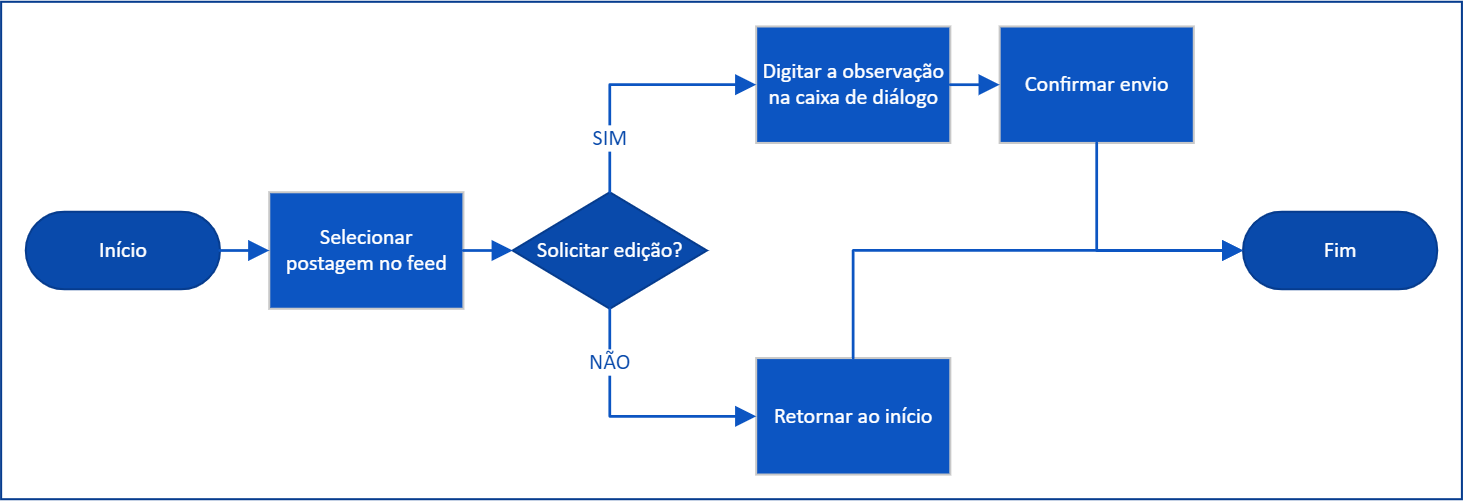 Início
Selecionar
postagem no feed
Solicitar edição?
SIM
Digitar a observação
na caixa de diálogo
Confirmar envio
NÃO
Retornar ao início
Fim